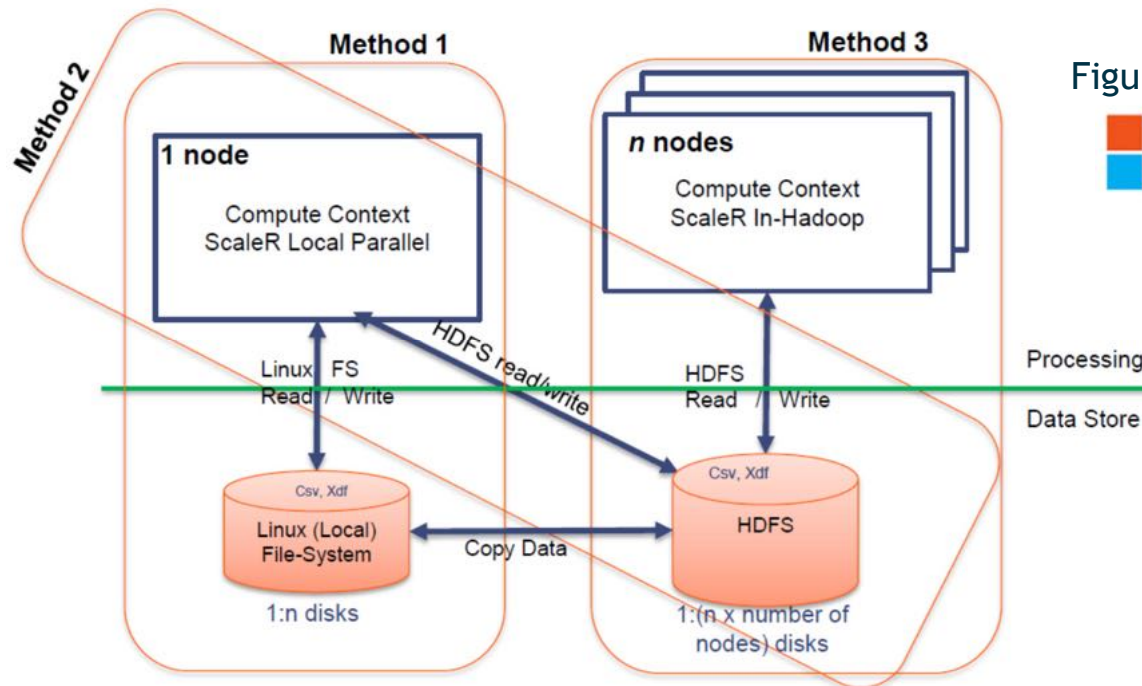 Method 1
Method 3
Method 2
Figu
1 node
Compute Context
ScaleR Local Parallel
n nodes
Compute Context
ScaleR In-Hadoop
Linux FS
Read / Write
HDFS read/write
HDFS
Read / Write
Processing
Data Store
Csv, Xdf
Linux (Local)
File-System
Csv, Xdf
HDFS
Copy Data
1:n disks
1:(n x number of
nodes) disks